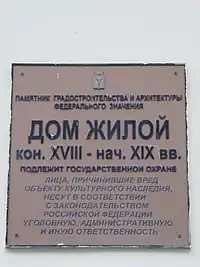 ПАМЯТНИК ГРАДОСТРОИТЕЛЬСТВА И АРХИТЕКТУРЫ
ФЕДЕРАЛЬНОГО ЗНАЧЕНИЯ
ДОМ ЖИЛОЙ
кон. XVIII - нач. XIX вв.
ПОДЛЕЖИТ ГОСУДАРСТВЕННОЙ ОХРАНЕ
ЛИЦА, ПРИЧИНИВШИЕ ВРЕД
ОБЪЕКТУ КУЛЬТУРНОГО НАСЛЕДИЯ,
НЕСУТ В СООТВЕТСТВИИ
С ЗАКОНОДАТЕЛЬСТВОМ
РОССИЙСКОЙ ФЕДЕРАЦИИ
УГОЛОВНУЮ, АДМИНИСТРАТИВНУЮ
И ИНУЮ ОТВЕТСТВЕННОСТЬ